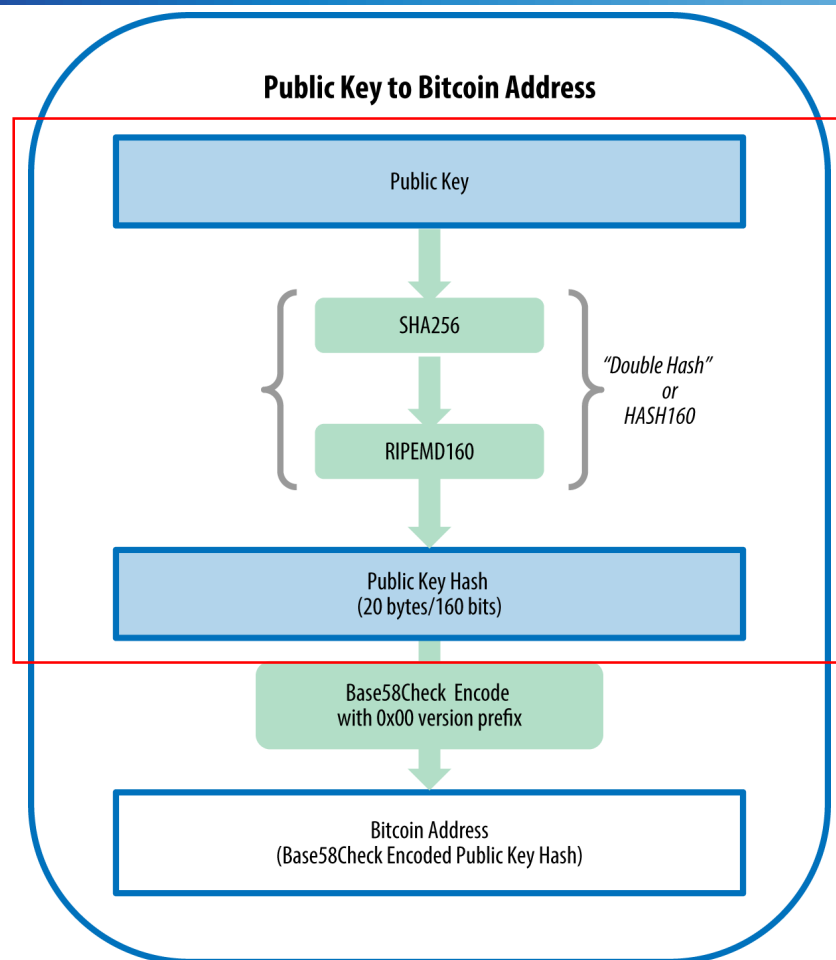 Public Key to Bitcoin Address
Public Key
SHA256
“Double Hash”
or
HASH160
RIPEMD160
Public Key Hash
(20 bytes/160 bits)
Base58Check Encode
with 0x00 version prefix
Bitcoin Address
(Base58Check Encoded Public Key Hash)